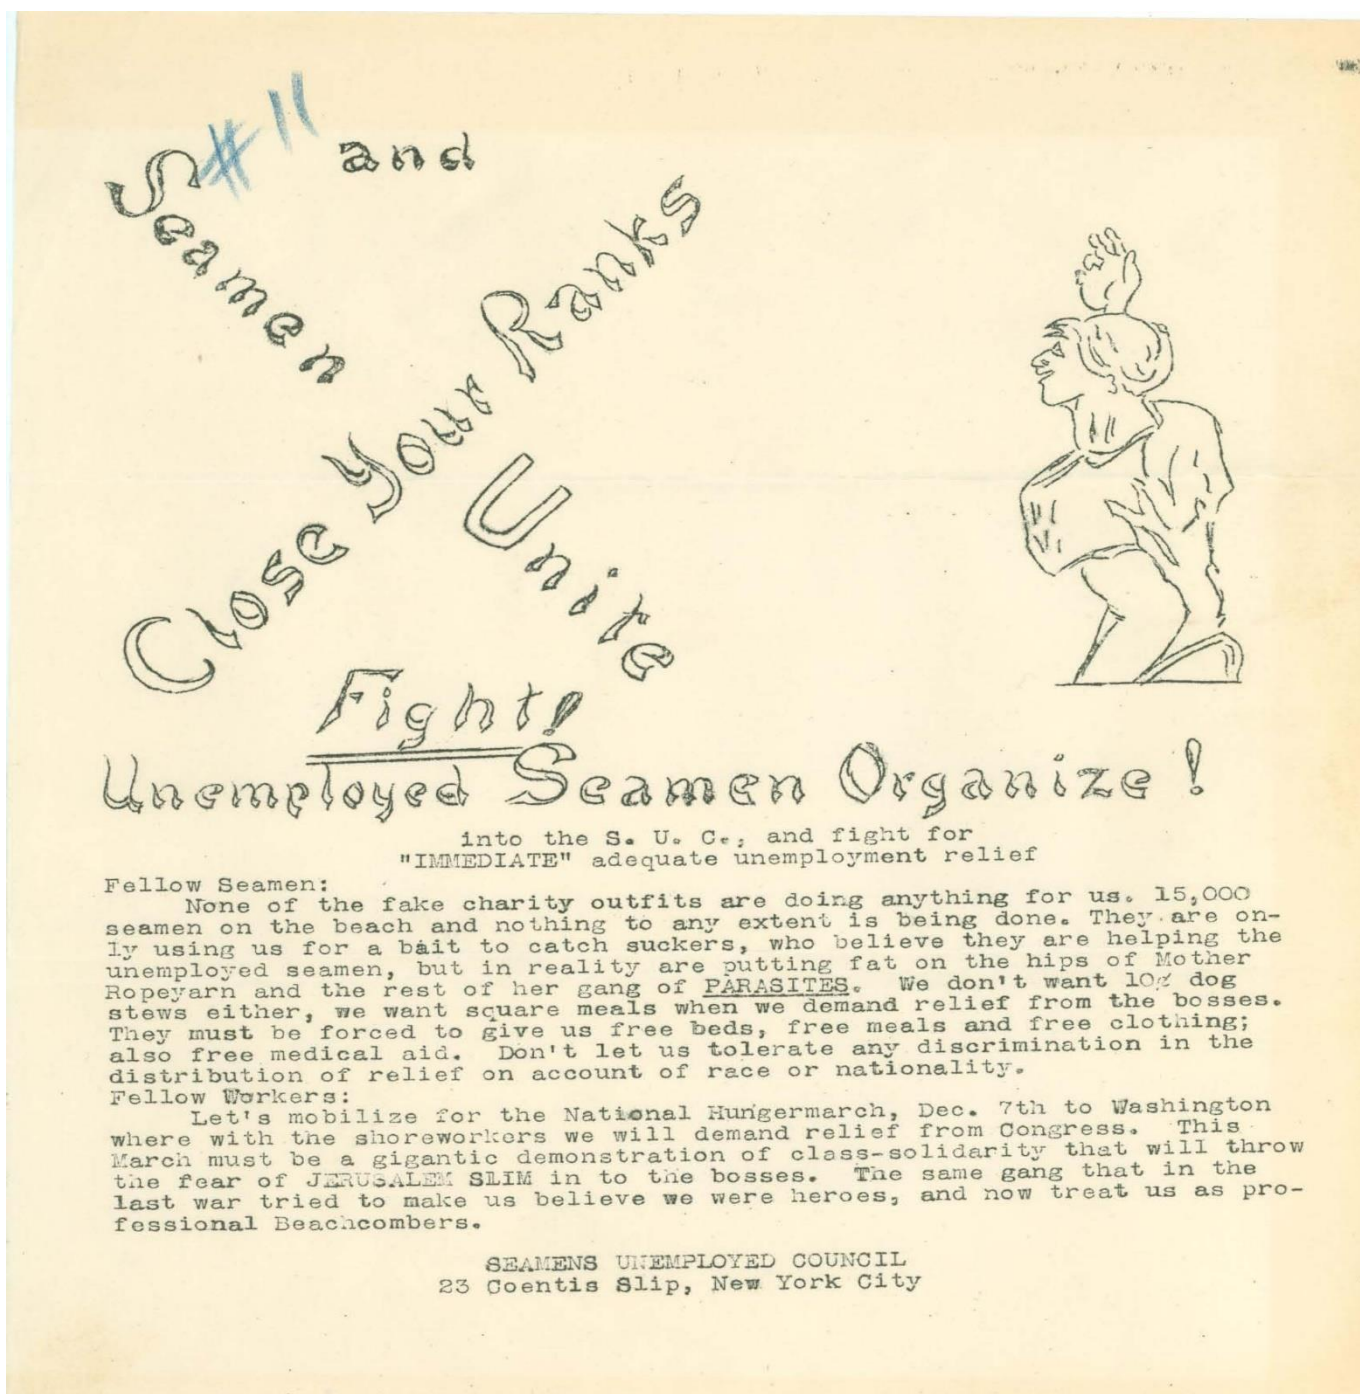 #11
Seamen
and
Close Your Ranks
Unite
Fight!
Unemployed Seamen Organize!
into the S. U. C., and fight for
"IMMEDIATE" adequate unemployment relief
Fellow Seamen:
None of the fake charity outfits are doing anything for us. 15,000
seamen on the beach and nothing to any extent is being done. They are on-
ly using us for a bait to catch suckers, who believe they are helping the
unemployed seamen, but in reality are putting fat on the hips of Mother
Ropeyarn and the rest of her gang of PARASITES. We don't want 10¢ dog
stews either, we want square meals when we demand relief from the bosses.
They must be forced to give us free beds, free meals and free clothing;
also free medical aid. Don't let us tolerate any discrimination in the
distribution of relief on account of race or nationality.
Fellow Workers:
Let's mobilize for the National Hungermarch, Dec. 7th to Washington
where with the shoreworkers we will demand relief from Congress. This
March must be a gigantic demonstration of class-solidarity that will throw
the fear of JERUSALEM SLIM in to the bosses. The same gang that in the
last war tried to make us believe we were heroes, and now treat us as pro-
fessional Beachcombers.
SEAMENS UNEMPLOYED COUNCIL
23 Coentis Slip, New York City